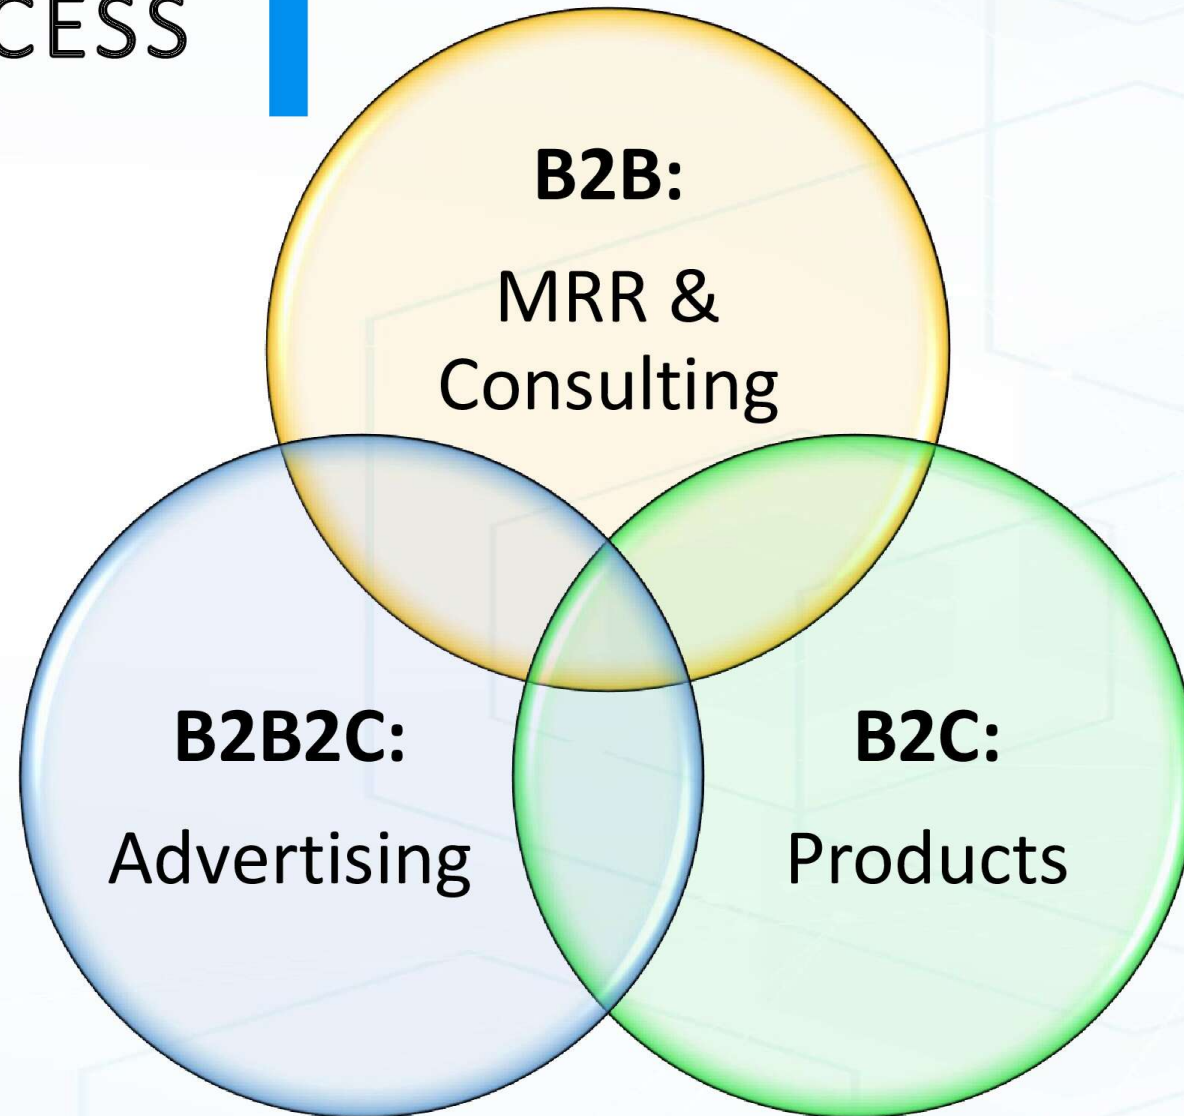 CESS
B2B:
MRR &
Consulting
B2B2C:
Advertising
B2C:
Products